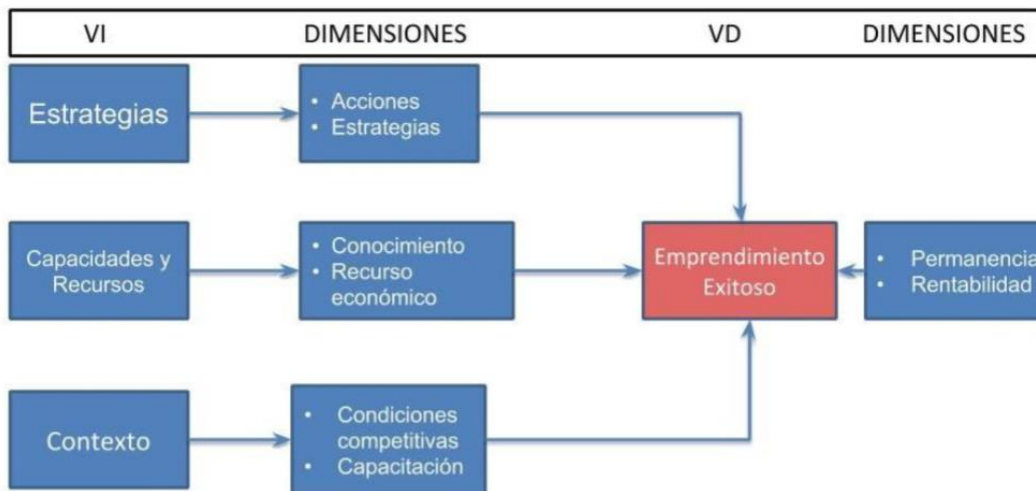 VI DIMENSIONES VD DIMENSIONES
Estrategias
• Acciones
• Estrategias
Capacidades y
Recursos
• Conocimiento
• Recurso
económico
Emprendimiento
Exitoso
• Permanencia
• Rentabilidad
Contexto
• Condiciones
competitivas
• Capacitación